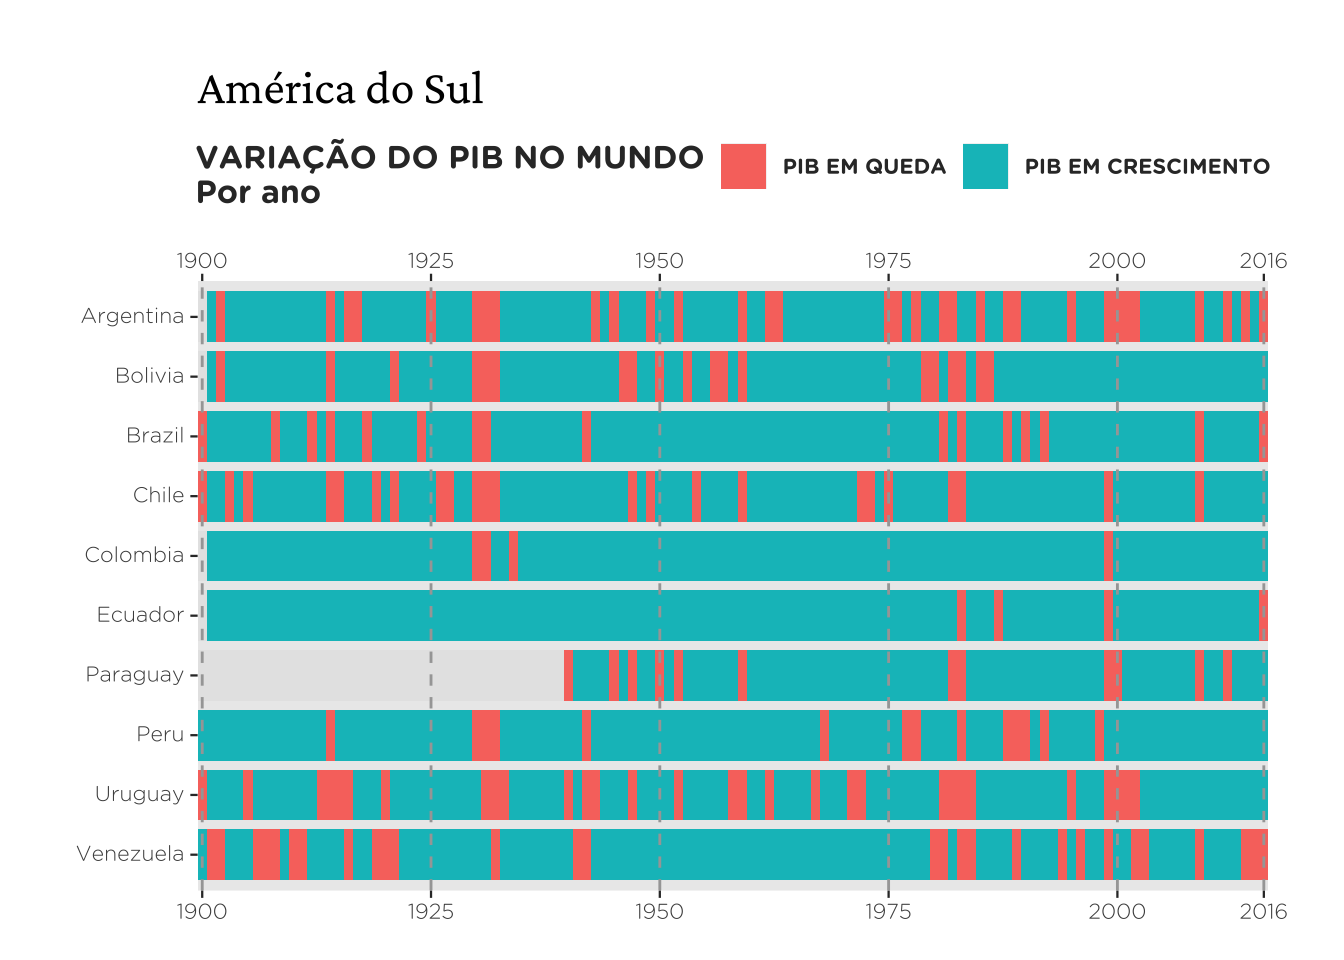 América do Sul
VARIAÇÃO DO PIB NO MUNDO
Por ano
PIB EM QUEDA
PIB EM CRESCIMENTO
1900 1925 1950 1975 2000 2016
Argentina
Bolivia
Brazil
Chile
Colombia
Ecuador
Paraguay
Peru
Uruguay
Venezuela
1900 1925 1950 1975 2000 2016